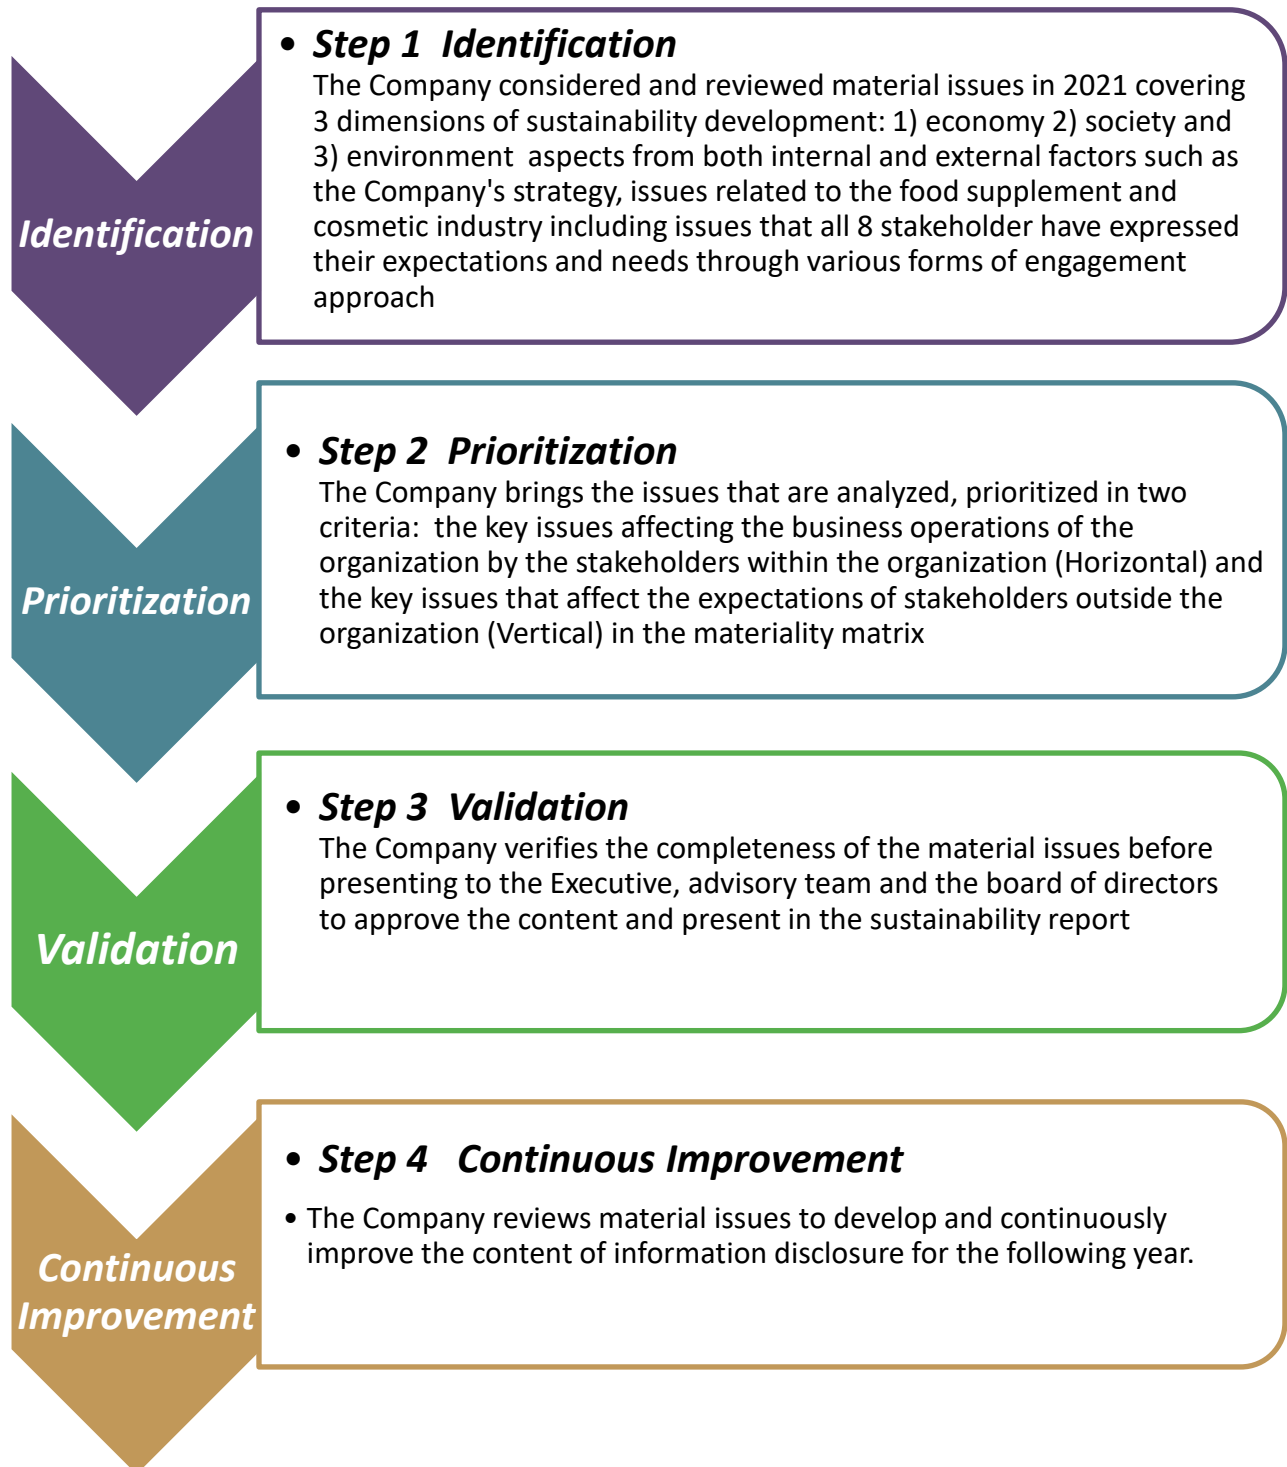 Identification
• Step 1 Identification
The Company considered and reviewed material issues in 2021 covering
3 dimensions of sustainability development: 1) economy 2) society and
3) environment aspects from both internal and external factors such as
the Company's strategy, issues related to the food supplement and
cosmetic industry including issues that all 8 stakeholder have expressed
their expectations and needs through various forms of engagement
approach
Prioritization
• Step 2 Prioritization
The Company brings the issues that are analyzed, prioritized in two
criteria: the key issues affecting the business operations of the
organization by the stakeholders within the organization (Horizontal) and
the key issues that affect the expectations of stakeholders outside the
organization (Vertical) in the materiality matrix
Validation
• Step 3 Validation
The Company verifies the completeness of the material issues before
presenting to the Executive, advisory team and the board of directors
to approve the content and present in the sustainability report
Continuous
Improvement
• Step 4 Continuous Improvement
• The Company reviews material issues to develop and continuously
improve the content of information disclosure for the following year.